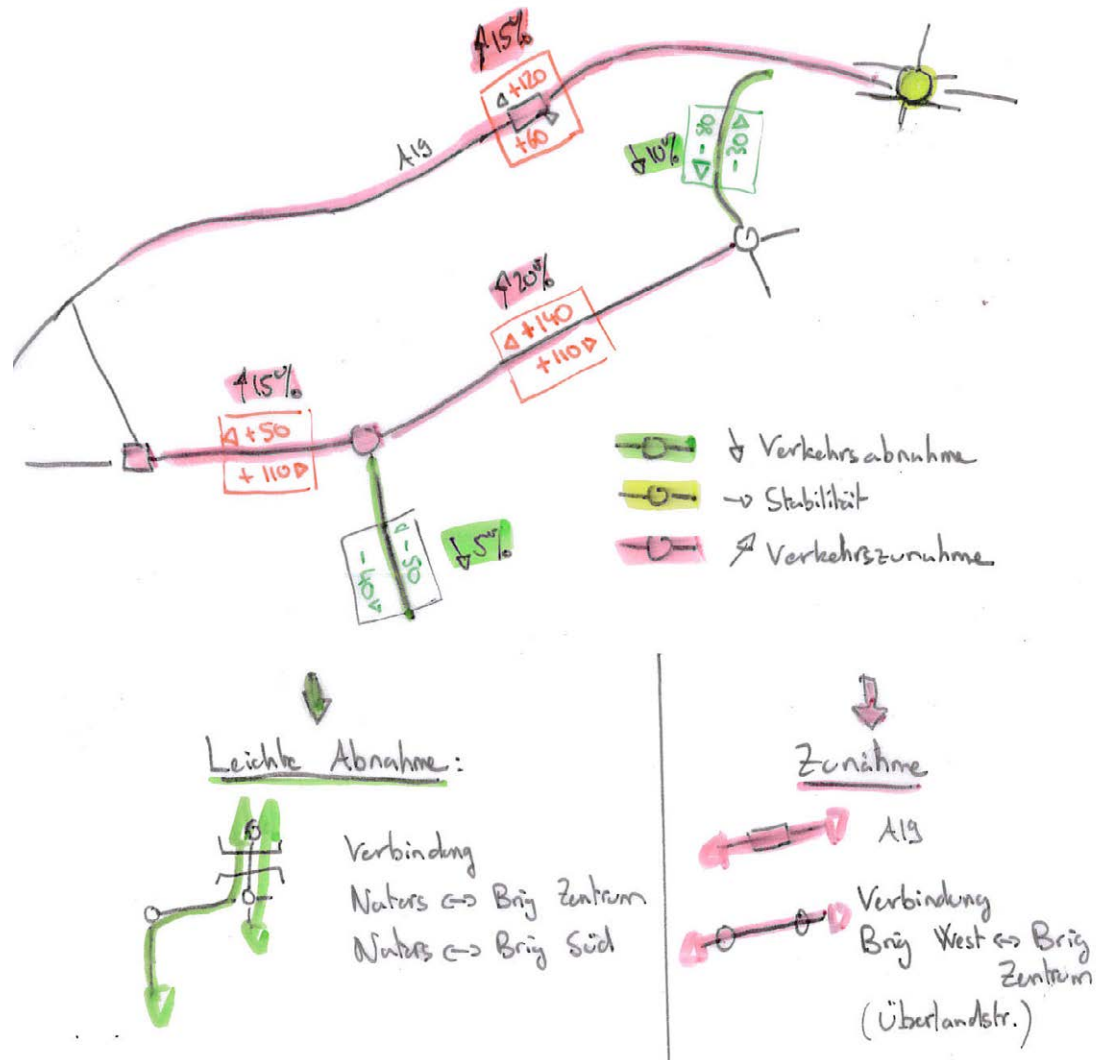 ↑15%
◁+120
+60▷
A19
↓10%
◁-80
-30▷
↑20%
◁+140
+110▷
↑15%
◁+50
+110▷
◁-50
-40▷
↓5%
↓ Verkehrsabnahme
→ Stabilität
↗ Verkehrszunahme
Leichte Abnahme:
Verbindung
Naters ↔ Brig Zentrum
Naters ↔ Brig Süd
Zunahme
A19
Verbindung
Brig West ↔ Brig
Zentrum
(Überlandstr.)